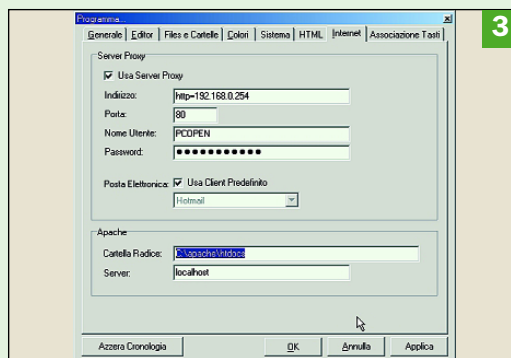 Programma...
3
Generale Editor Files e Cartelle Colori Sistema HTML Internet Associazione Tasti
Server Proxy
Usa Server Proxy
Indirizzo: http=192.168.0.254
Porta: 80
Nome Utente: PCOPEN
Password: ●●●●●●●●●●●
Posta Elettronica: Usa Client Predefinito
Hotmail
Apache
Cartella Radice: C:\apache\htdocs
Server: localhost
Azzera Cronologia OK Annulla Applica